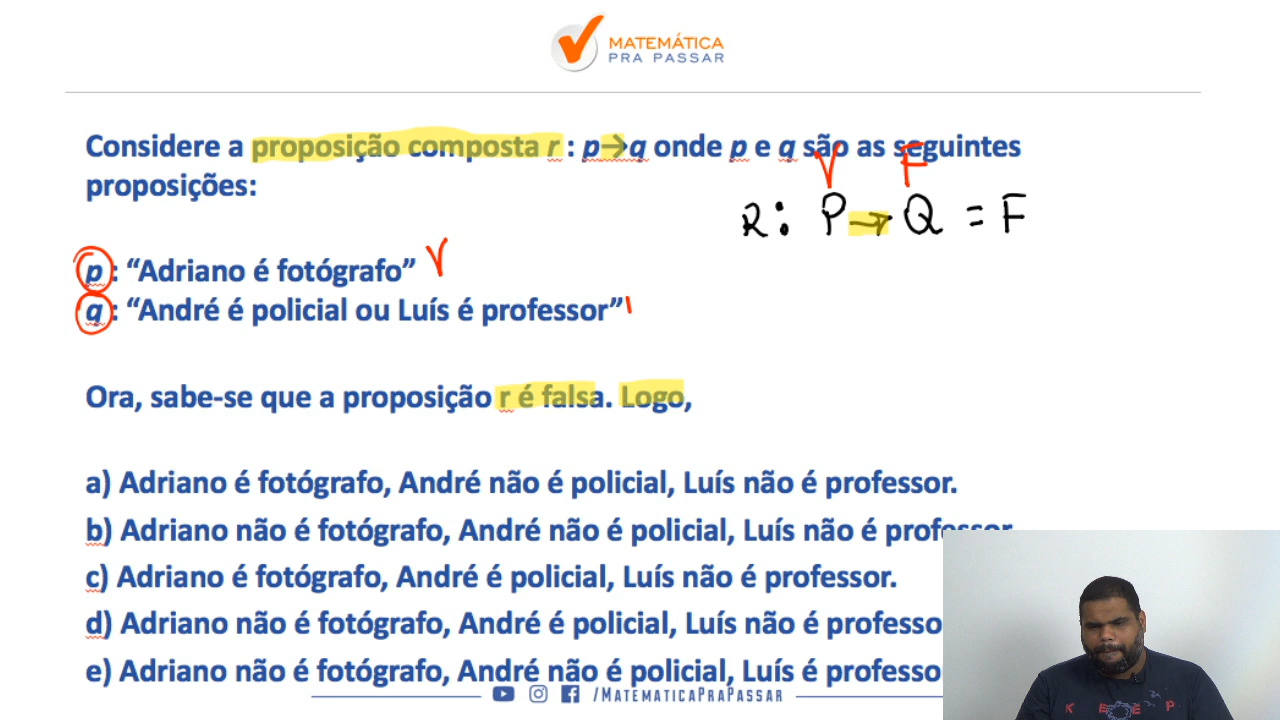 MATEMÁTICA
PRA PASSAR
Considere a proposição composta r : p→q onde p e q são as seguintes
proposições:
V F
R: P → Q = F
p : “Adriano é fotógrafo” V
q : “André é policial ou Luís é professor”
Ora, sabe-se que a proposição r é falsa. Logo,
a) Adriano é fotógrafo, André não é policial, Luís não é professor.
b) Adriano não é fotógrafo, André não é policial, Luís não é professor
c) Adriano é fotógrafo, André é policial, Luís não é professor.
d) Adriano não é fotógrafo, André é policial, Luís não é professo
e) Adriano não é fotógrafo, André não é policial, Luís é professo
/MATEMATICAPRAPASSAR
KEEP